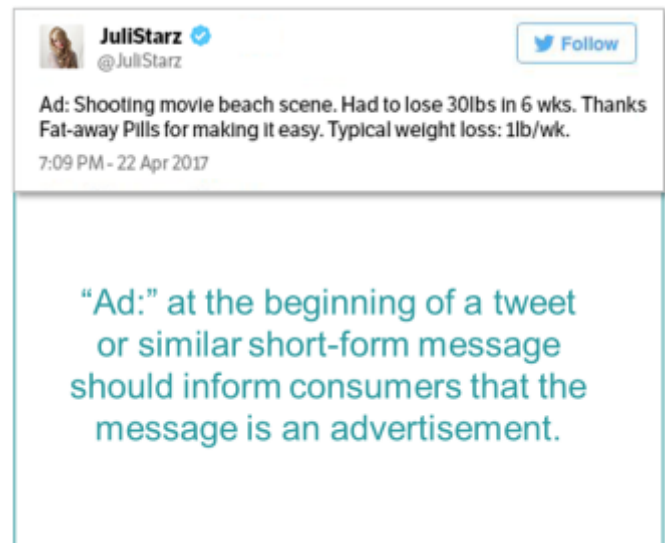 JuliStarz
@JuliStarz
Follow
Ad: Shooting movie beach scene. Had to lose 30lbs in 6 wks. Thanks
Fat-away Pills for making it easy. Typical weight loss: 1lb/wk.
7:09 PM - 22 Apr 2017
“Ad:” at the beginning of a tweet
or similar short-form message
should inform consumers that the
message is an advertisement.